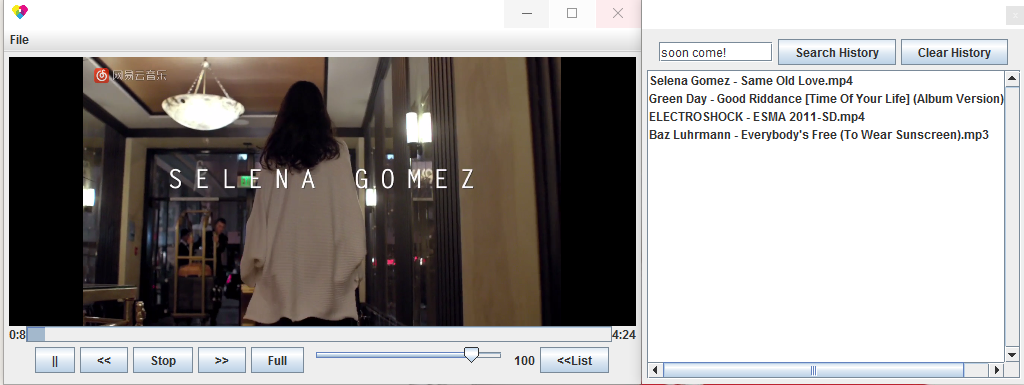 File
网易云音乐
SELENA GOMEZ
0:8
4:24
||
<<
Stop
>>
Full
100
<<List
soon come!
Search History
Clear History
Selena Gomez - Same Old Love.mp4
Green Day - Good Riddance [Time Of Your Life] (Album Version)
ELECTROSHOCK - ESMA 2011-SD.mp4
Baz Luhrmann - Everybody's Free (To Wear Sunscreen).mp3